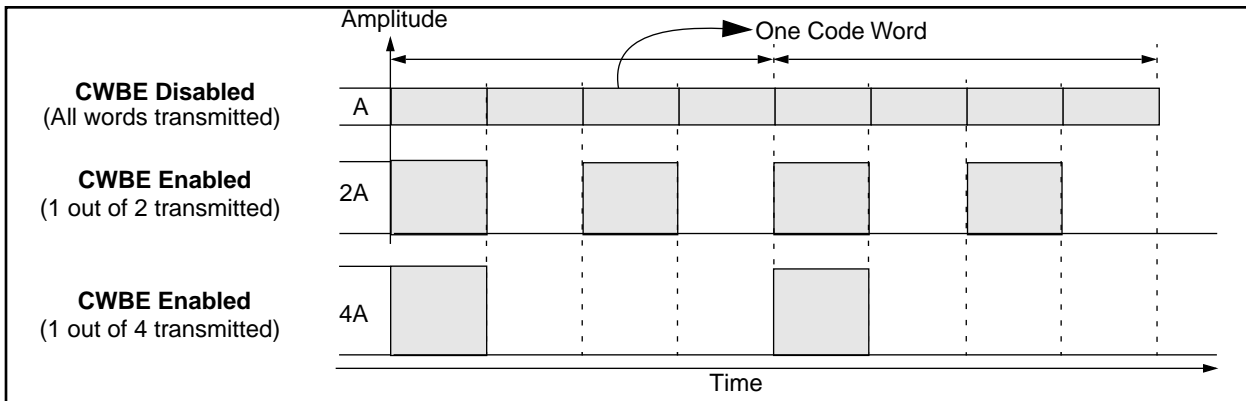 Amplitude
One Code Word
CWBE Disabled
(All words transmitted)
A
CWBE Enabled
(1 out of 2 transmitted)
2A
CWBE Enabled
(1 out of 4 transmitted)
4A
Time